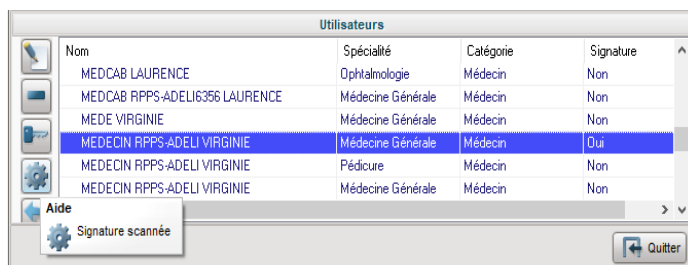 Utilisateurs
Nom Spécialité Catégorie Signature
MEDCAB LAURENCE Ophtalmologie Médecin Non
MEDCAB RPPS-ADELI6356 LAURENCE Médecine Générale Médecin Non
MEDE VIRGINIE Médecine Générale Médecin Non
MEDECIN RPPS-ADELI VIRGINIE Médecine Générale Médecin Oui
MEDECIN RPPS-ADELI VIRGINIE Pédicure Médecin Non
MEDECIN RPPS-ADELI VIRGINIE Médecine Générale Médecin Non
Aide
Signature scannée
Quitter